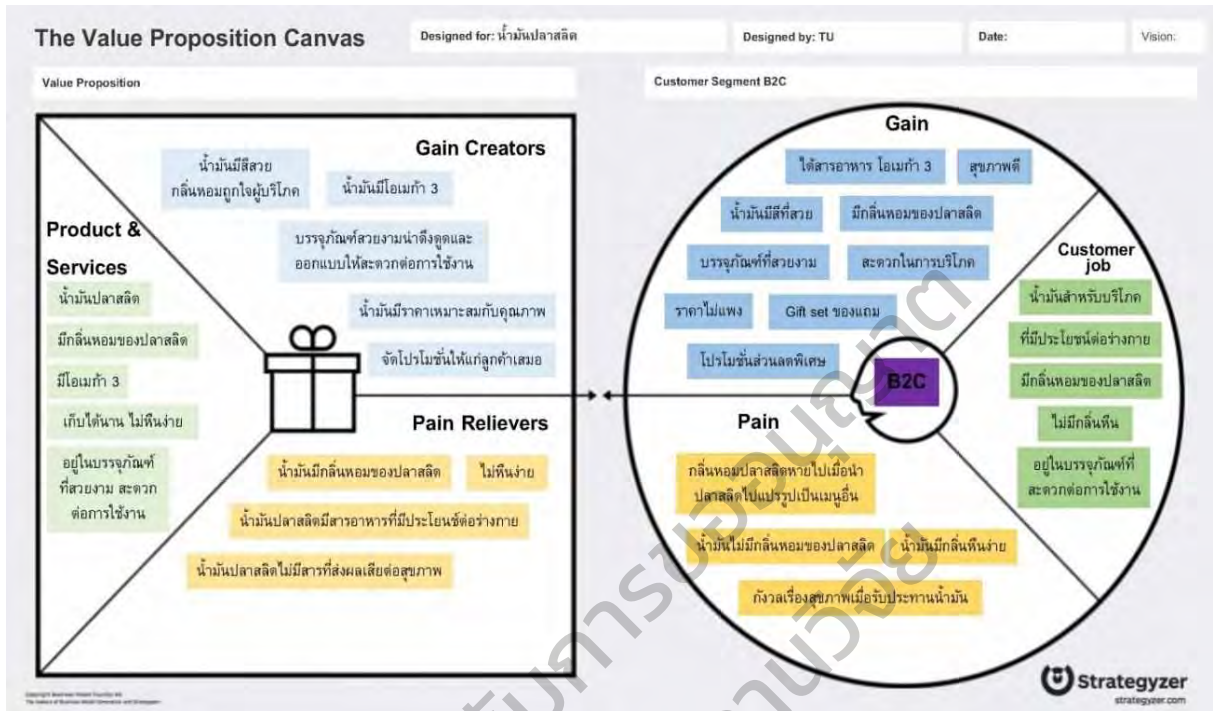 The Value Proposition Canvas
Designed for: น้ำมันปลาสลิด
Designed by: TU
Date:
Vision:
Value Proposition
Customer Segment B2C
Gain Creators
น้ำมันมีสีสวย
กลิ่นหอมถูกใจผู้บริโภค
น้ำมันมีโอเมก้า 3
บรรจุภัณฑ์สวยงามน่าดึงดูดและ
ออกแบบให้สะดวกต่อการใช้งาน
น้ำมันมีราคาเหมาะสมกับคุณภาพ
จัดโปรโมชั่นให้แก่ลูกค้าเสมอ
Product &
Services
น้ำมันปลาสลิด
มีกลิ่นหอมของปลาสลิด
มีโอเมก้า 3
เก็บได้นาน ไม่หืนง่าย
อยู่ในบรรจุภัณฑ์
ที่สวยงาม สะดวก
ต่อการใช้งาน
Pain Relievers
น้ำมันมีกลิ่นหอมของปลาสลิด
ไม่หืนง่าย
น้ำมันปลาสลิดมีสารอาหารที่มีประโยนช์ต่อร่างกาย
น้ำมันปลาสลิดไม่มีสารที่ส่งผลเสียต่อสุขภาพ
Gain
ได้สารอาหาร โอเมก้า 3
สุขภาพดี
น้ำมันมีสีที่สวย
มีกลิ่นหอมของปลาสลิด
บรรจุภัณฑ์ที่สวยงาม
สะดวกในการบริโภค
ราคาไม่แพง
Gift set ของแถม
โปรโมชั่นส่วนลดพิเศษ
B2C
Customer
job
น้ำมันสำหรับบริโภค
ที่มีประโยชน์ต่อร่างกาย
มีกลิ่นหอมของปลาสลิด
ไม่มีกลิ่นหืน
อยู่ในบรรจุภัณฑ์ที่
สะดวกต่อการใช้งาน
Pain
กลิ่นหอมปลาสลิดหายไปเมื่อนำ
ปลาสลิดไปแปรรูปเป็นเมนูอื่น
น้ำมันไม่มีกลิ่นหอมของปลาสลิด
น้ำมันมีกลิ่นหืนง่าย
กังวลเรื่องสุขภาพเมื่อรับประทานน้ำมัน
Strategyzer
strategyzer.com